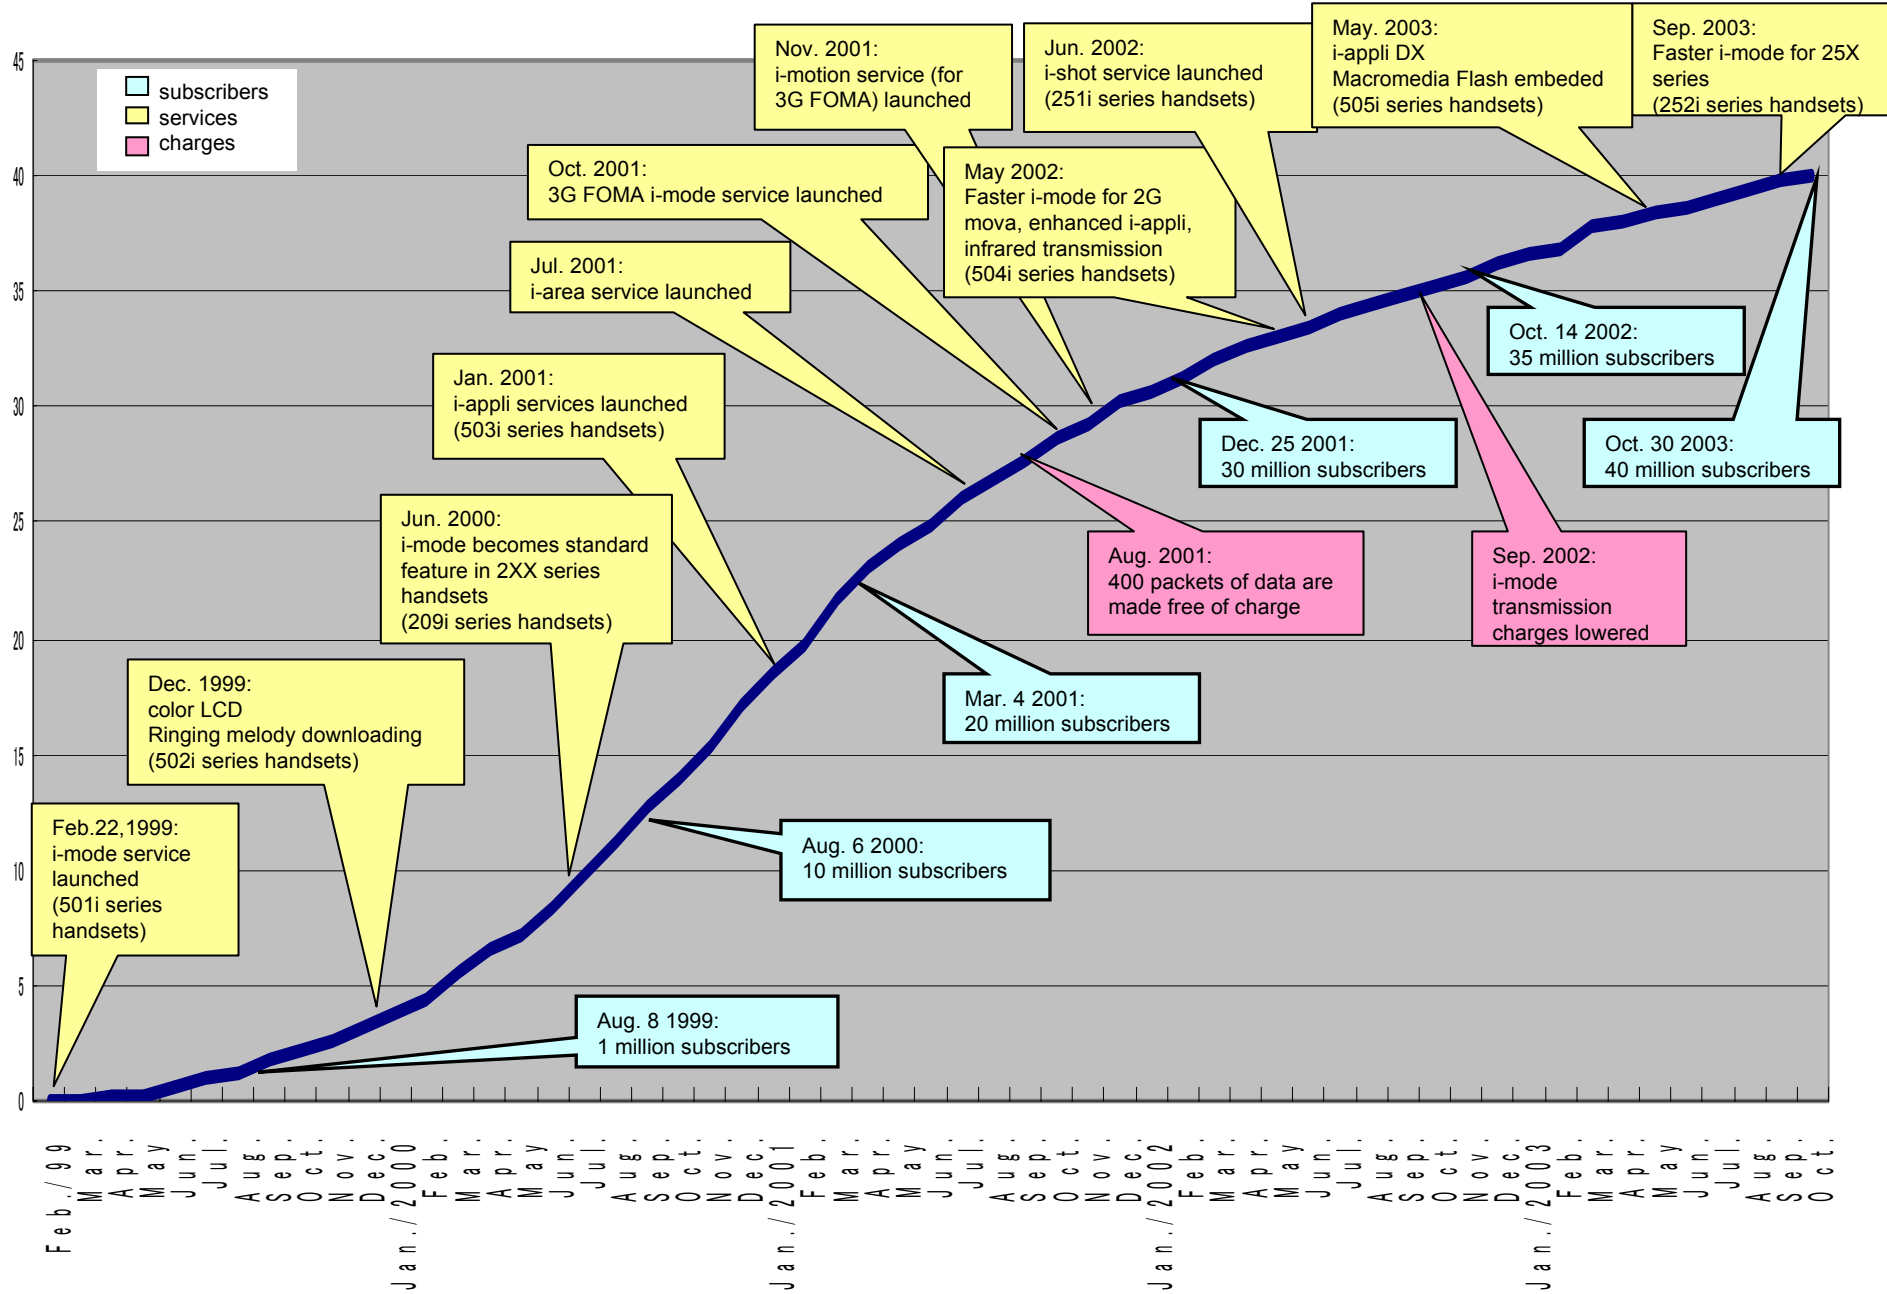 45
40
35
30
25
20
15
10
5
0
subscribers
services
charges
Feb.22,1999:
i-mode service
launched
(501i series
handsets)
Dec. 1999:
color LCD
Ringing melody downloading
(502i series handsets)
Jun. 2000:
i-mode becomes standard
feature in 2XX series
handsets
(209i series handsets)
Jan. 2001:
i-appli services launched
(503i series handsets)
Jul. 2001:
i-area service launched
Oct. 2001:
3G FOMA i-mode service launched
Nov. 2001:
i-motion service (for
3G FOMA) launched
May 2002:
Faster i-mode for 2G
mova, enhanced i-appli,
infrared transmission
(504i series handsets)
Jun. 2002:
i-shot service launched
(251i series handsets)
May. 2003:
i-appli DX
Macromedia Flash embeded
(505i series handsets)
Sep. 2003:
Faster i-mode for 25X
series
(252i series handsets)
Aug. 8 1999:
1 million subscribers
Aug. 6 2000:
10 million subscribers
Mar. 4 2001:
20 million subscribers
Dec. 25 2001:
30 million subscribers
Oct. 14 2002:
35 million subscribers
Oct. 30 2003:
40 million subscribers
Aug. 2001:
400 packets of data are
made free of charge
Sep. 2002:
i-mode
transmission
charges lowered
Feb./99
Mar.
Apr.
May
Jun.
Jul.
Aug.
Sep.
Oct.
Nov.
Dec.
Jan./2000
Feb.
Mar.
Apr.
May
Jun.
Jul.
Aug.
Sep.
Oct.
Nov.
Dec.
Jan./2001
Feb.
Mar.
Apr.
May
Jun.
Jul.
Aug.
Sep.
Oct.
Nov.
Dec.
Jan./2002
Feb.
Mar.
Apr.
May
Jun.
Jul.
Aug.
Sep.
Oct.
Nov.
Dec.
Jan./2003
Feb.
Mar.
Apr.
May
Jun.
Jul.
Aug.
Sep.
Oct.